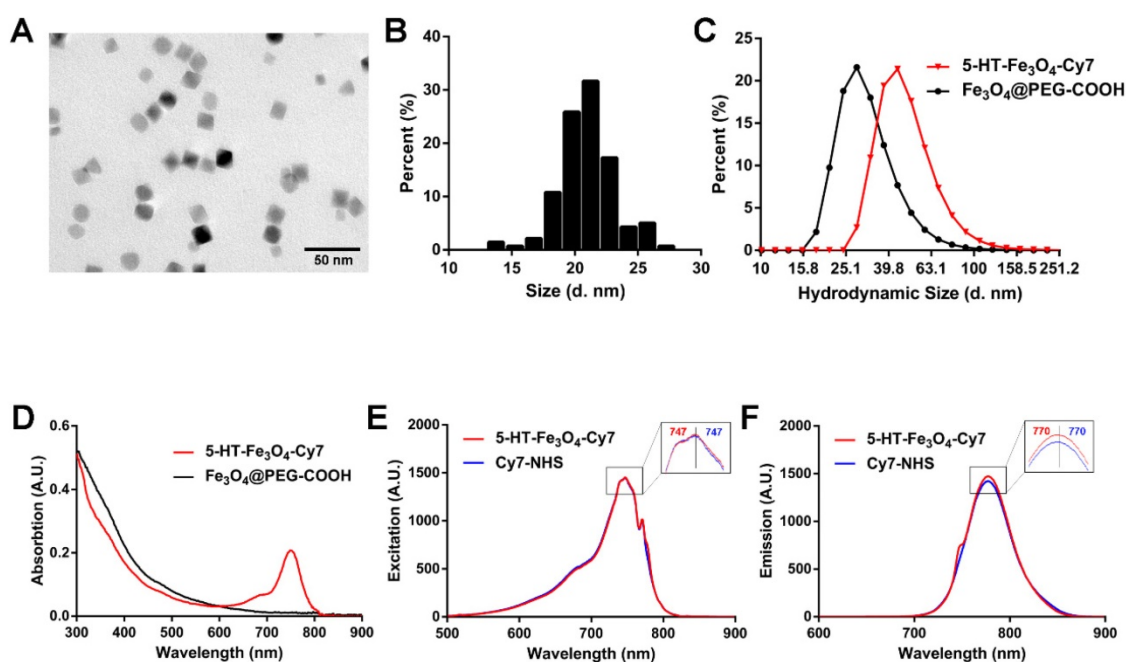 A
50 nm
B
Percent (%)
40
30
20
10
0
10
15
20
25
30
Size (d. nm)
C
Percent (%)
25
20
15
10
5
0
10
15.8
25.1
39.8
63.1
100
158.5
251.2
Hydrodynamic Size (d. nm)
5-HT-Fe₃O₄-Cy7
Fe₃O₄@PEG-COOH
D
Absorbtion (A.U.)
0.6
0.4
0.2
0.0
300
400
500
600
700
800
900
Wavelength (nm)
5-HT-Fe₃O₄-Cy7
Fe₃O₄@PEG-COOH
E
Excitation (A.U.)
2000
1500
1000
500
0
500
600
700
800
900
Wavelength (nm)
5-HT-Fe₃O₄-Cy7
Cy7-NHS
747
747
F
Emission (A.U.)
2000
1500
1000
500
0
600
700
800
900
Wavelength (nm)
5-HT-Fe₃O₄-Cy7
Cy7-NHS
770
770